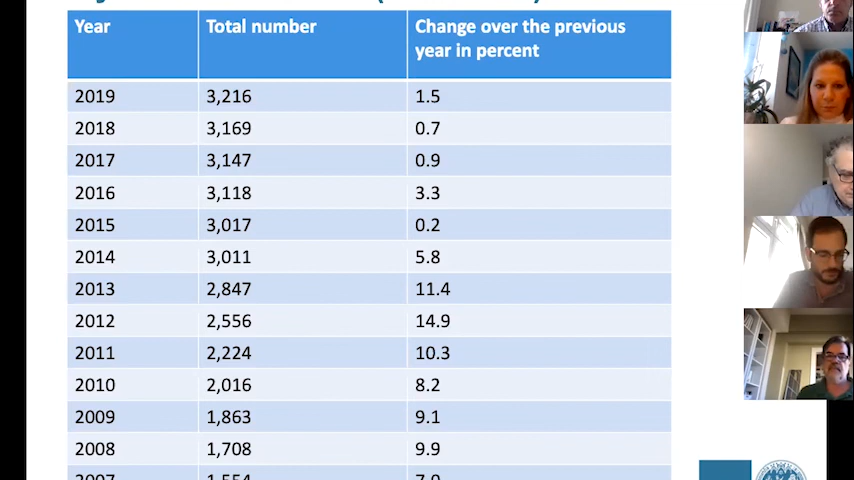 Year Total number Change over the previous
year in percent
2019 3,216 1.5
2018 3,169 0.7
2017 3,147 0.9
2016 3,118 3.3
2015 3,017 0.2
2014 3,011 5.8
2013 2,847 11.4
2012 2,556 14.9
2011 2,224 10.3
2010 2,016 8.2
2009 1,863 9.1
2008 1,708 9.9
2007 1,554 7.0